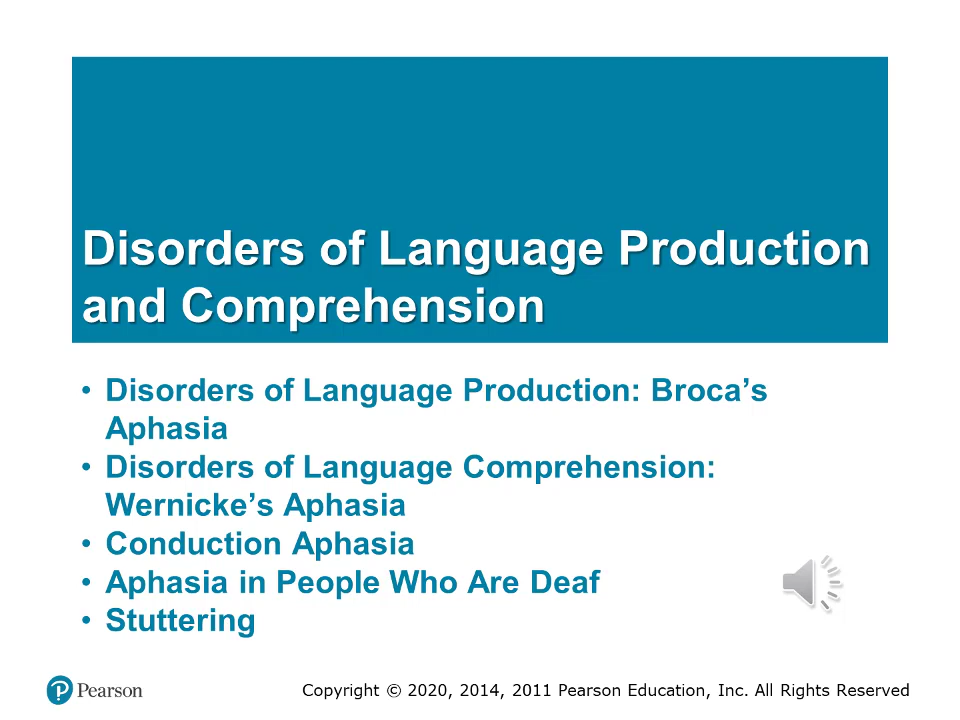 Disorders of Language Production
and Comprehension
• Disorders of Language Production: Broca’s
Aphasia
• Disorders of Language Comprehension:
Wernicke’s Aphasia
• Conduction Aphasia
• Aphasia in People Who Are Deaf
• Stuttering
Pearson
Copyright © 2020, 2014, 2011 Pearson Education, Inc. All Rights Reserved